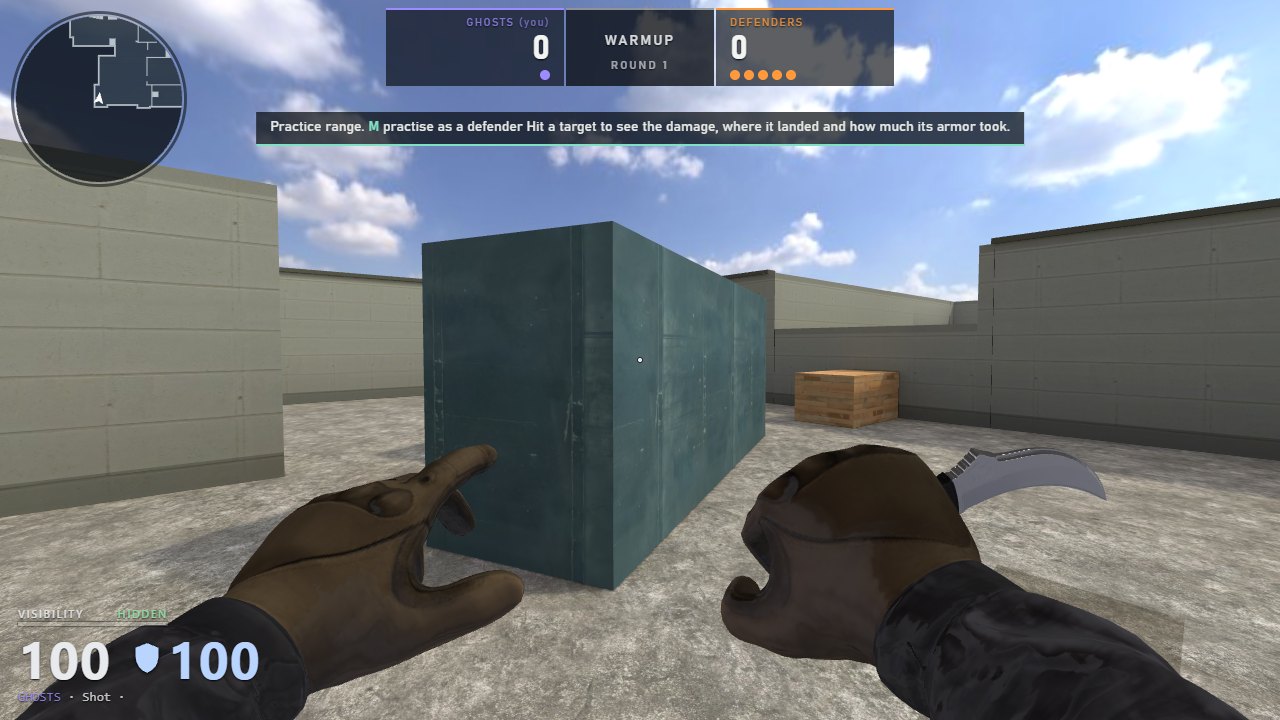 GHOSTS (you)
0
WARMUP
ROUND 1
DEFENDERS
0
Practice range. M practise as a defender Hit a target to see the damage, where it landed and how much its armor took.
VISIBILITY HIDDEN
100 100
GHOSTS · Shot ·